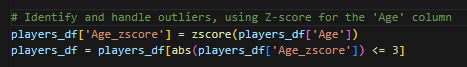 # Identify and handle outliers, using Z-score for the 'Age' column
players_df['Age_zscore'] = zscore(players_df['Age'])
players_df = players_df[abs(players_df['Age_zscore']) <= 3]